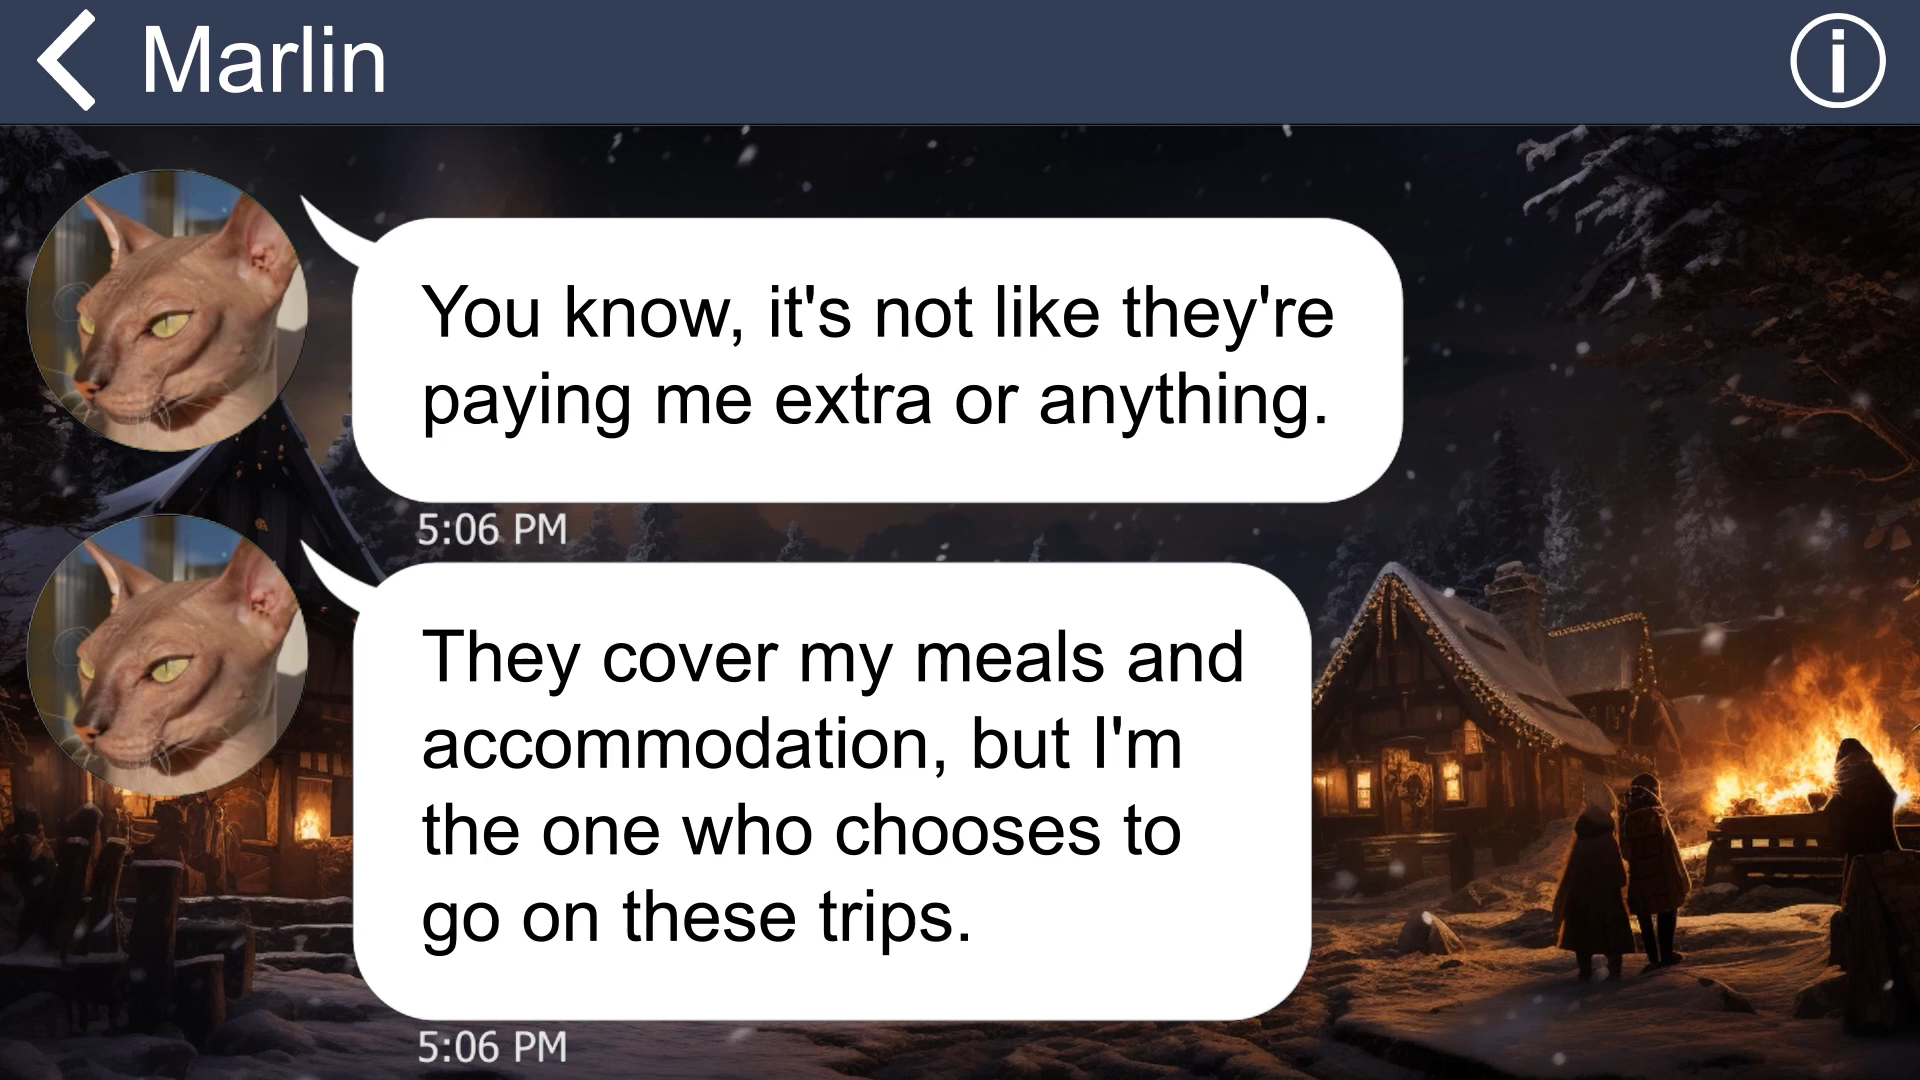 Marlin
You know, it's not like they're
paying me extra or anything.
5:06 PM
They cover my meals and
accommodation, but I'm
the one who chooses to
go on these trips.
5:06 PM